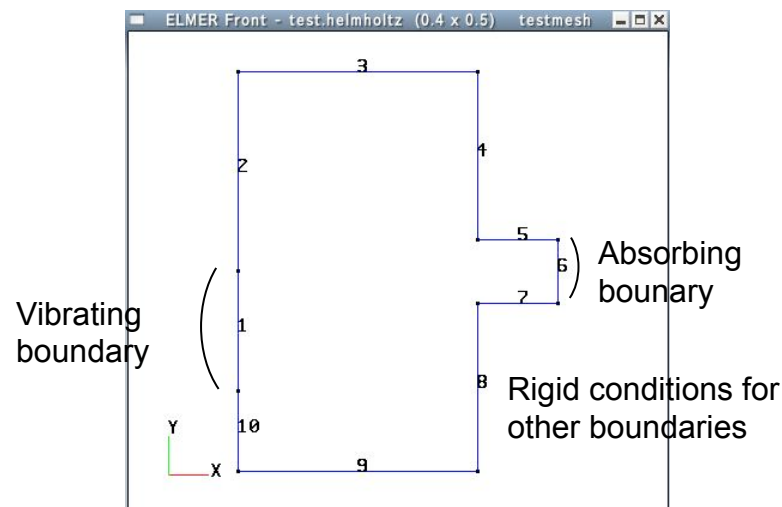 ELMER Front - test.helmholtz (0.4 x 0.5) testmesh
3
2
4
5
6
7
Absorbing
bounary
Vibrating
boundary
1
8
Rigid conditions for
other boundaries
10
Y
X
9